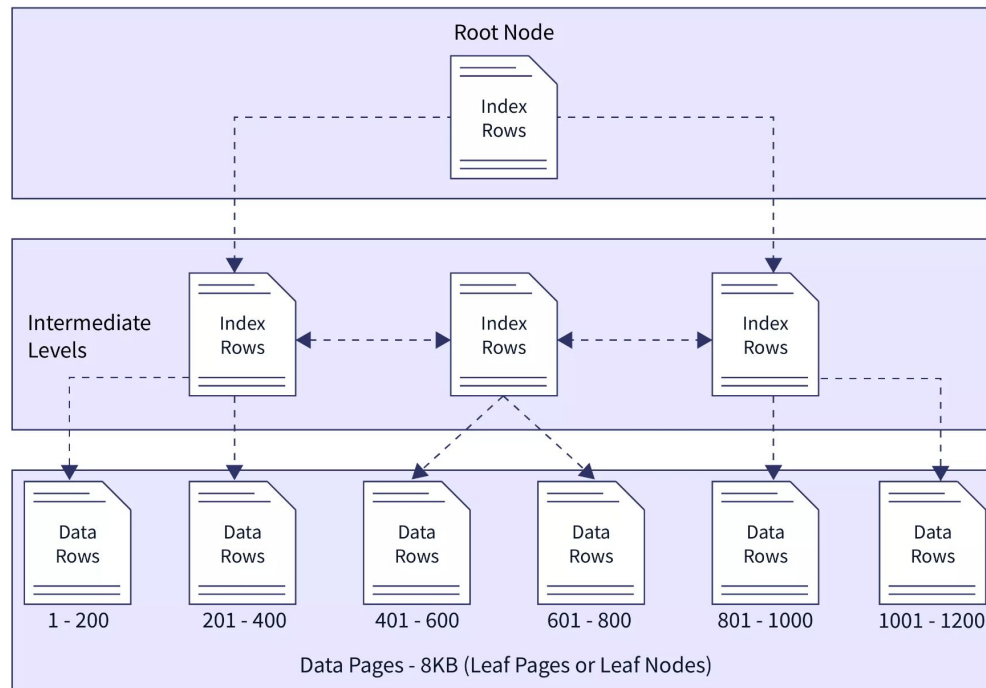 Root Node
Index
Rows
Intermediate
Levels
Index
Rows
Index
Rows
Index
Rows
Data
Rows
Data
Rows
Data
Rows
Data
Rows
Data
Rows
Data
Rows
1 - 200
201 - 400
401 - 600
601 - 800
801 - 1000
1001 - 1200
Data Pages - 8KB (Leaf Pages or Leaf Nodes)